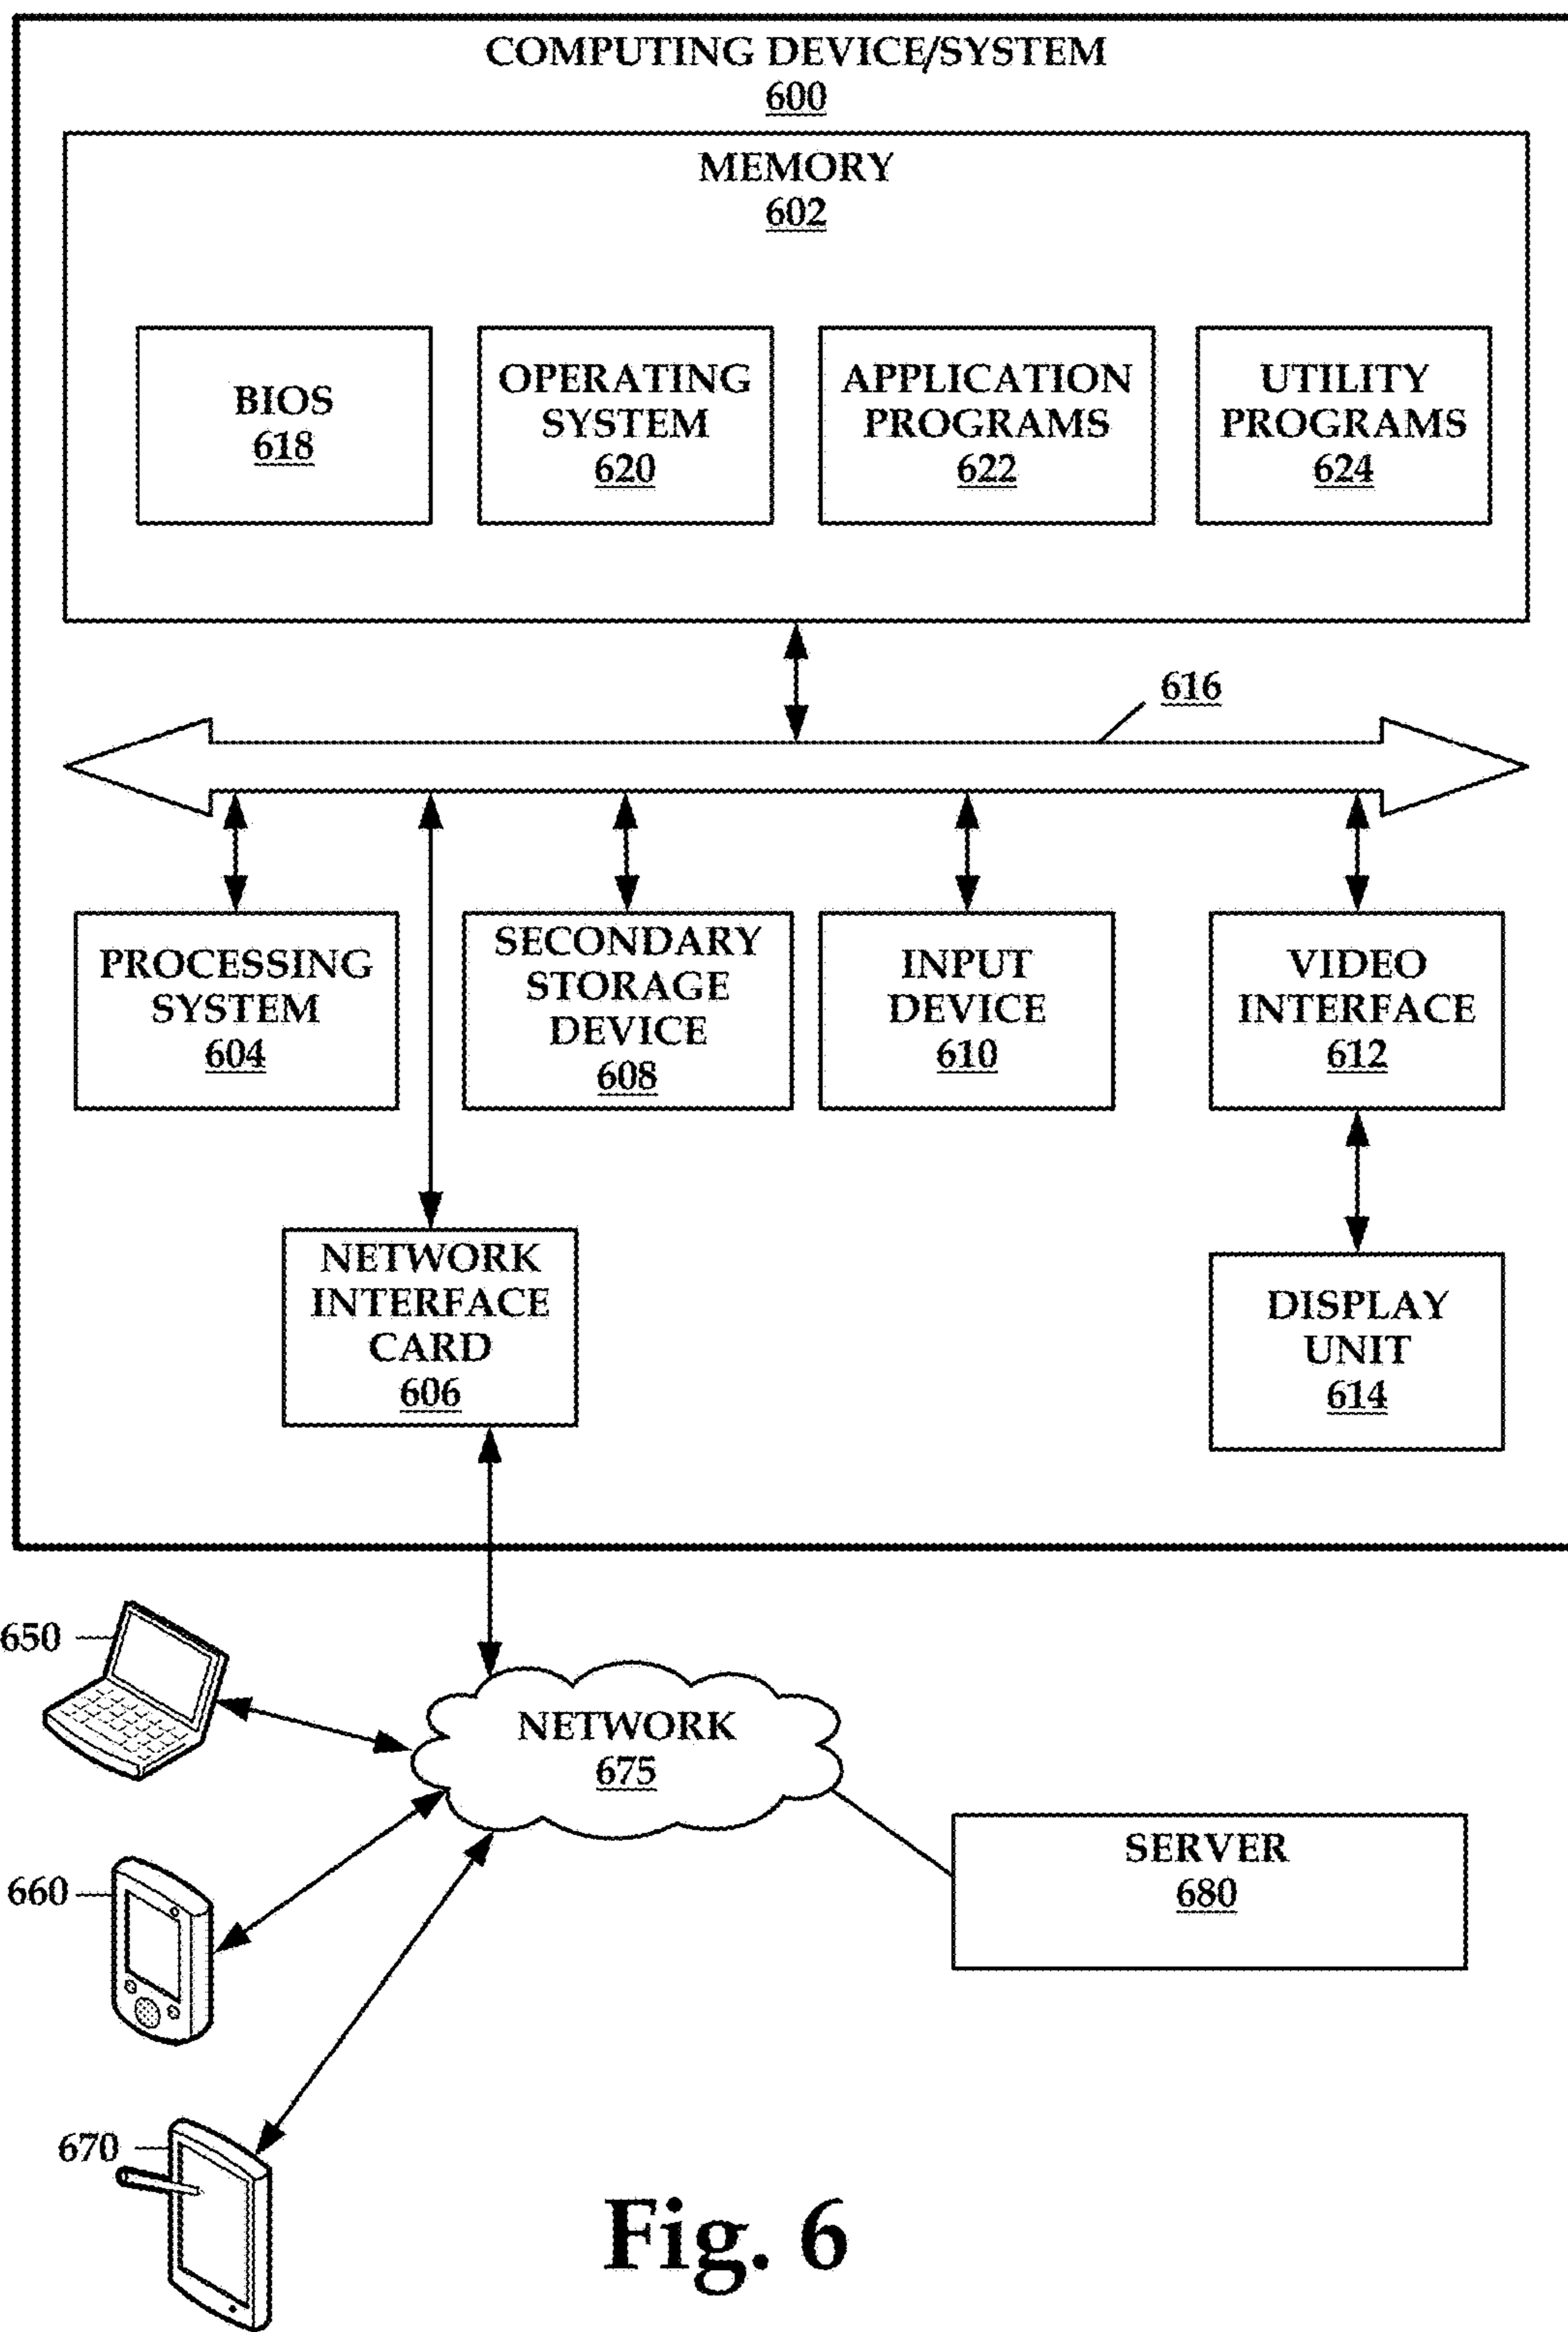 COMPUTING DEVICE/SYSTEM
600
MEMORY
602
BIOS
618
OPERATING
SYSTEM
620
APPLICATION
PROGRAMS
622
UTILITY
PROGRAMS
624
616
PROCESSING
SYSTEM
604
SECONDARY
STORAGE
DEVICE
608
INPUT
DEVICE
610
VIDEO
INTERFACE
612
NETWORK
INTERFACE
CARD
606
DISPLAY
UNIT
614
650
NETWORK
675
SERVER
680
660
670
Fig. 6